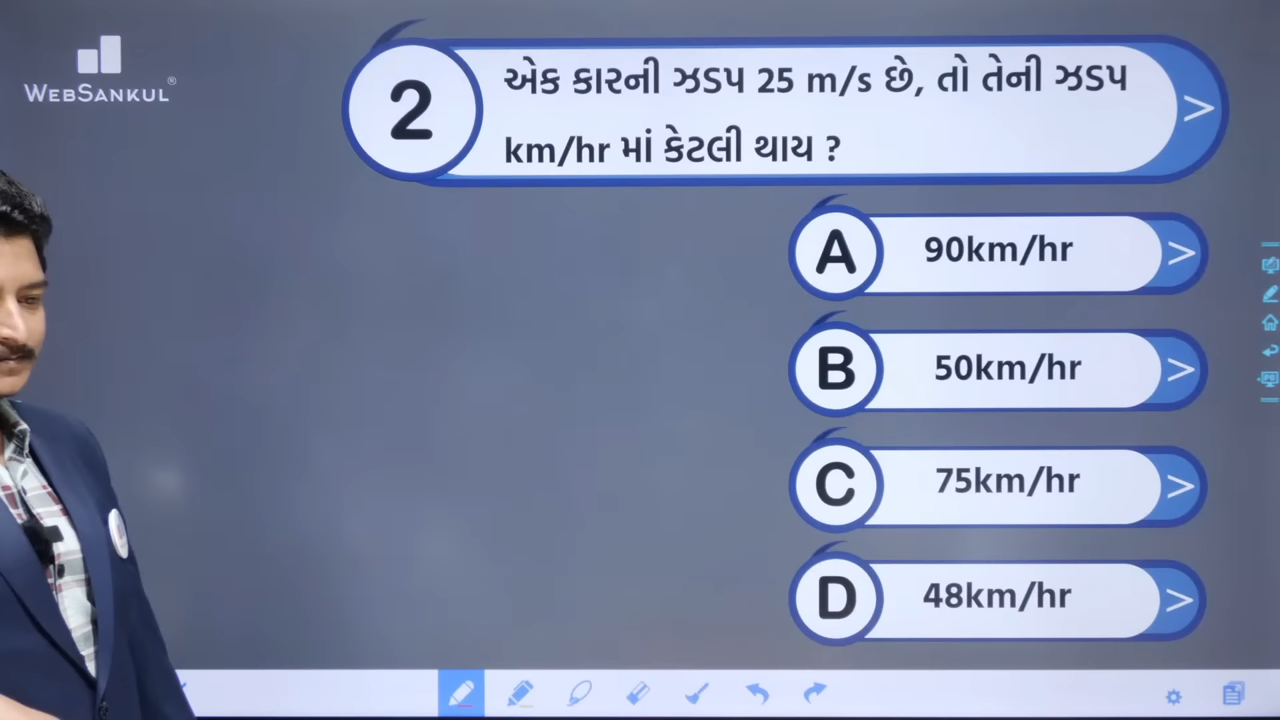 WEBSANKUL®
2
એક કારની ઝડપ 25 m/s છે, તો તેની ઝડપ
km/hr માં કેટલી થાય ?
A
90km/hr
B
50km/hr
C
75km/hr
D
48km/hr